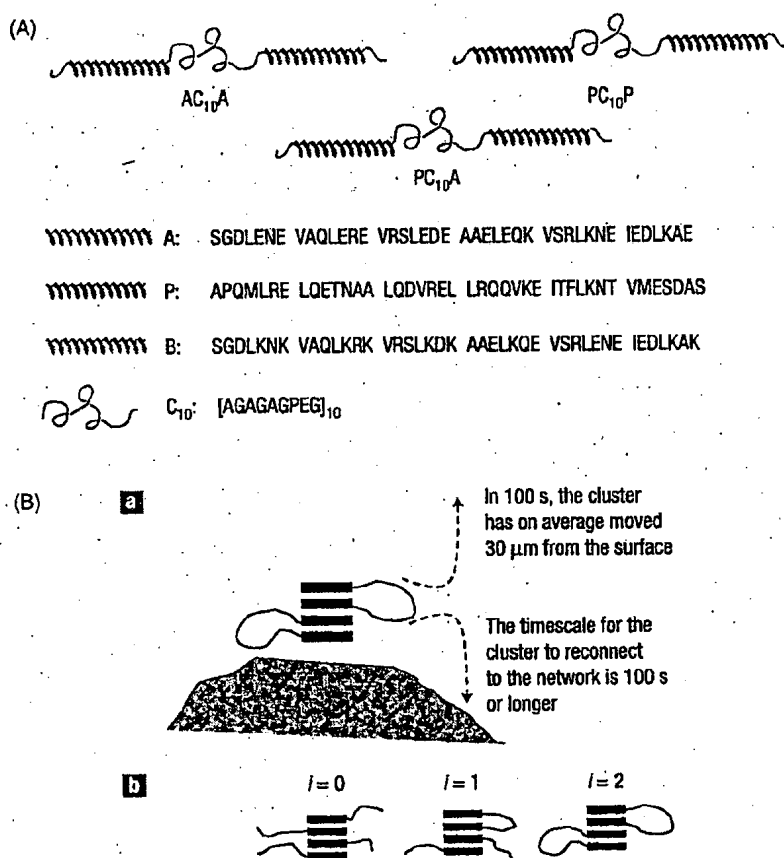 (A)
AC10A
PC10P
PC10A
A: SGDLENE VAQLERE VRSLEDE AAELEQK VSRLKNE IEDLKAE
P: APQMLRE LQETNAA LQDVREL LRQQVKE ITFLKNT VMESDAS
B: SGDLKNK VAQLKRK VRSLKDK AAELKQE VSRLENE IEDLKAK
C10: [AGAGAGPEG]10
(B)
a
In 100 s, the cluster
has on average moved
30 μm from the surface
The timescale for the
cluster to reconnect
to the network is 100 s
or longer
b
l = 0
l = 1
l = 2